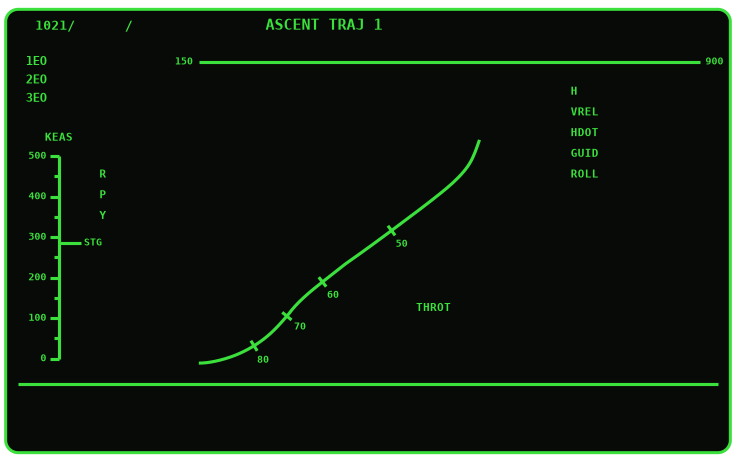 1021/ / ASCENT TRAJ 1
150 900
1EO
2EO
3EO
H
VREL
HDOT
GUID
ROLL
KEAS
500
400
300
200
100
0
STG
R
P
Y
50
60
70
80
THROT